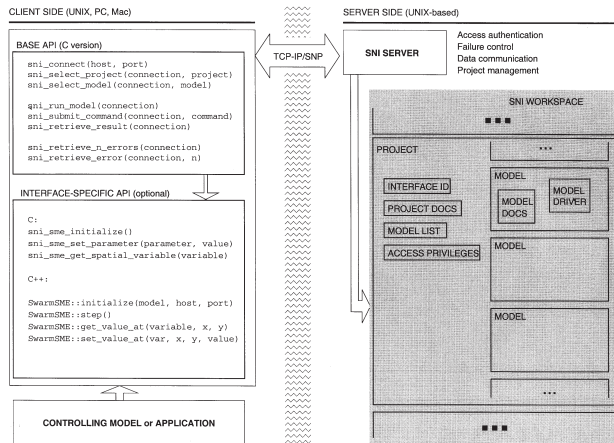 CLIENT SIDE (UNIX, PC, Mac)
BASE API (C version)
sni_connect(host, port)
sni_select_project(connection, project)
sni_select_model(connection, model)
sni_run_model(connection)
sni_submit_command(connection, command)
sni_retrieve_result(connection)
sni_retrieve_n_errors(connection)
sni_retrieve_error(connection, n)
INTERFACE-SPECIFIC API (optional)
C:
sni_sme_initialize()
sni_sme_set_parameter(parameter, value)
sni_sme_get_spatial_variable(variable)
C++:
SwarmSME::initialize(model, host, port)
SwarmSME::step()
SwarmSME::get_value_at(variable, x, y)
SwarmSME::set_value_at(var, x, y, value)
CONTROLLING MODEL or APPLICATION
TCP-IP/SNP
SERVER SIDE (UNIX-based)
SNI SERVER
Access authentication
Failure control
Data communication
Project management
SNI WORKSPACE
PROJECT
INTERFACE ID
PROJECT DOCS
MODEL LIST
ACCESS PRIVILEGES
MODEL
MODEL
DOCS
MODEL
DRIVER
MODEL
MODEL